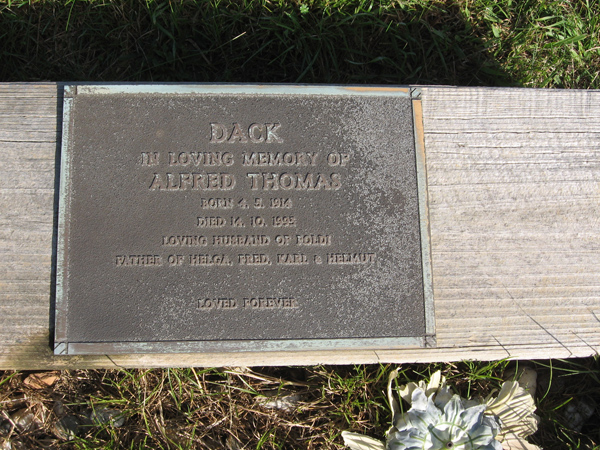 DACK
IN LOVING MEMORY OF
ALFRED THOMAS
BORN 4. 5. 1914
DIED 14. 10. 1995
LOVING HUSBAND OF POLDI
FATHER OF HELGA, FRED, KARL & HELMUT
LOVED FOREVER